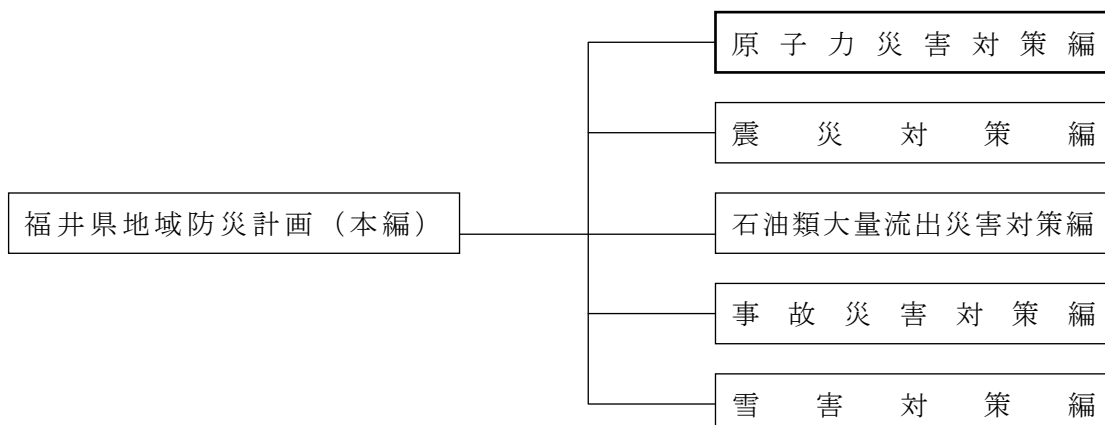 原子力災害対策編
震災対策編
福井県地域防災計画（本編）
石油類大量流出災害対策編
事故災害対策編
雪害対策編